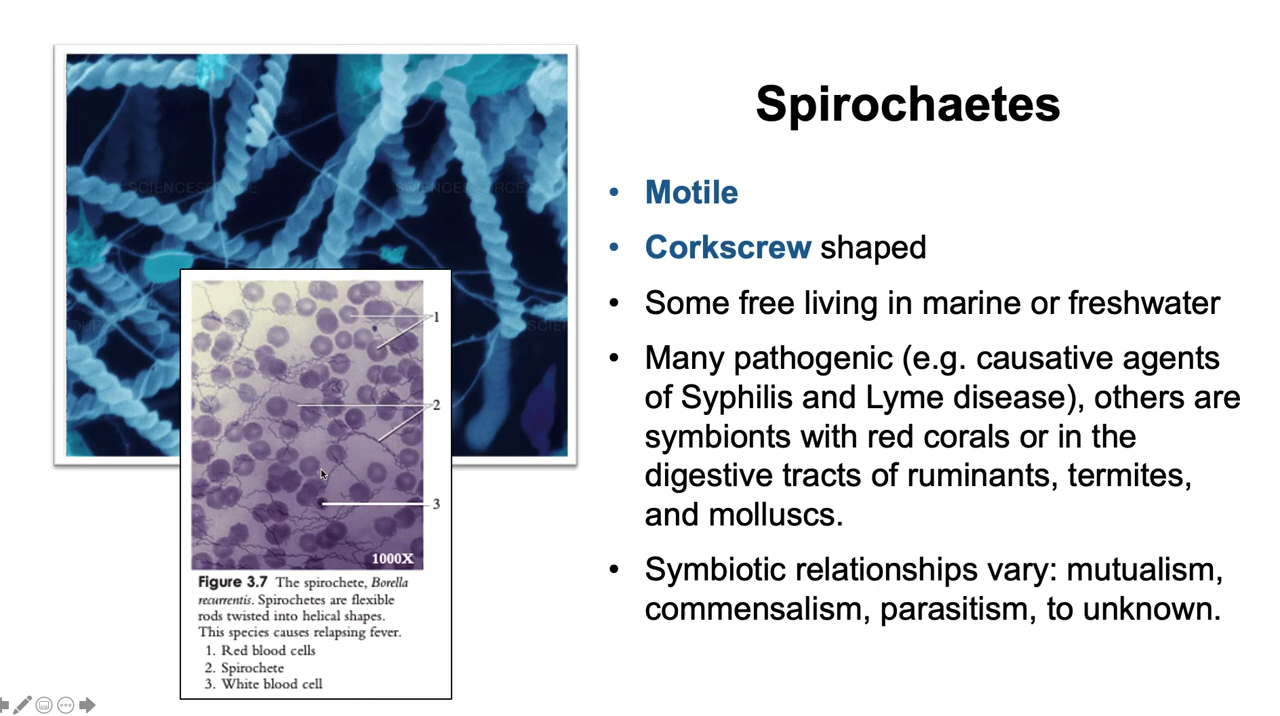 Spirochaetes
• Motile
• Corkscrew shaped
• Some free living in marine or freshwater
• Many pathogenic (e.g. causative agents
of Syphilis and Lyme disease), others are
symbionts with red corals or in the
digestive tracts of ruminants, termites,
and molluscs.
• Symbiotic relationships vary: mutualism,
commensalism, parasitism, to unknown.
1
2
3
1000X
Figure 3.7 The spirochete, Borella
recurrentis. Spirochetes are flexible
rods twisted into helical shapes.
This species causes relapsing fever.
1. Red blood cells
2. Spirochete
3. White blood cell